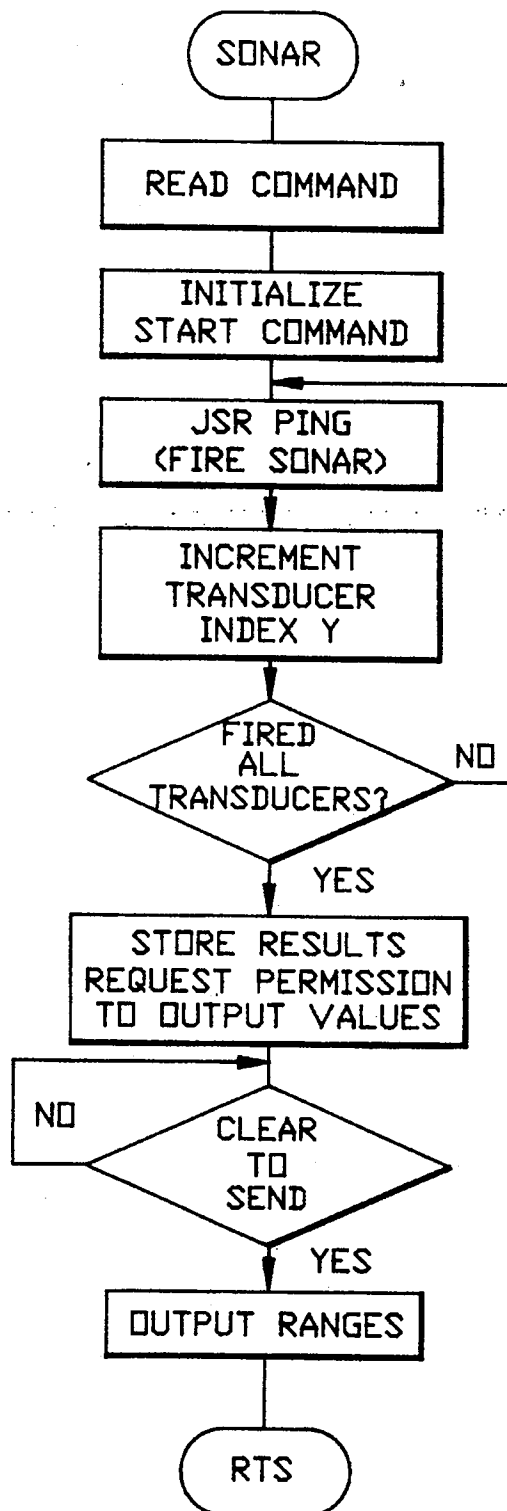 SONAR
READ COMMAND
INITIALIZE
START COMMAND
JSR PING
(FIRE SONAR)
INCREMENT
TRANSDUCER
INDEX Y
FIRED
ALL
TRANSDUCERS?
NO
YES
STORE RESULTS
REQUEST PERMISSION
TO OUTPUT VALUES
NO
CLEAR
TO
SEND
YES
OUTPUT RANGES
RTS